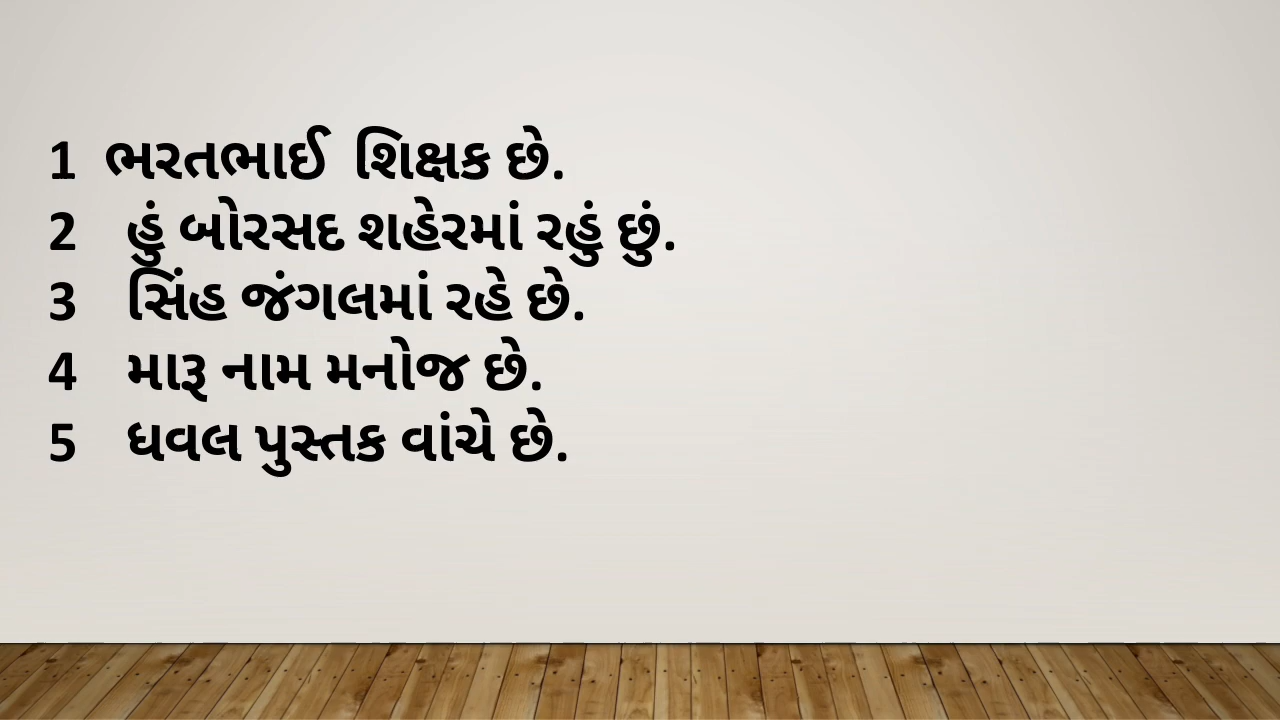 1 ભરતભાઈ શિક્ષક છે.
2 હું બોરસદ શહેરમાં રહું છું.
3 સિંહ જંગલમાં રહે છે.
4 મારૂ નામ મનોજ છે.
5 ધવલ પુસ્તક વાંચે છે.